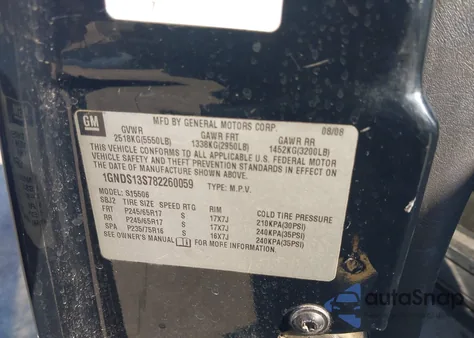 GM
MFD BY GENERAL MOTORS CORP. 08/08
GVWR GAWR FRT GAWR RR
2518KG(5550LB) 1338KG(2950LB) 1452KG(3200LB)
THIS VEHICLE CONFORMS TO ALL APPLICABLE U.S. FEDERAL MOTOR
VEHICLE SAFETY AND THEFT PREVENTION STANDARDS IN
EFFECT ON THE DATE OF MANUFACTURE SHOWN ABOVE.
1GNDS13S782260059 TYPE: M.P.V.
MODEL: S15506
SBJ2 TIRE SIZE SPEED RTG RIM COLD TIRE PRESSURE
FRT P245/65R17 S 17X7J 210KPA(30PSI)
RR P245/65R17 S 17X7J 240KPA(35PSI)
SPA P235/75R16 S 16X7J 240KPA(35PSI)
SEE OWNER'S MANUAL FOR MORE INFORMATION.
autoSnap